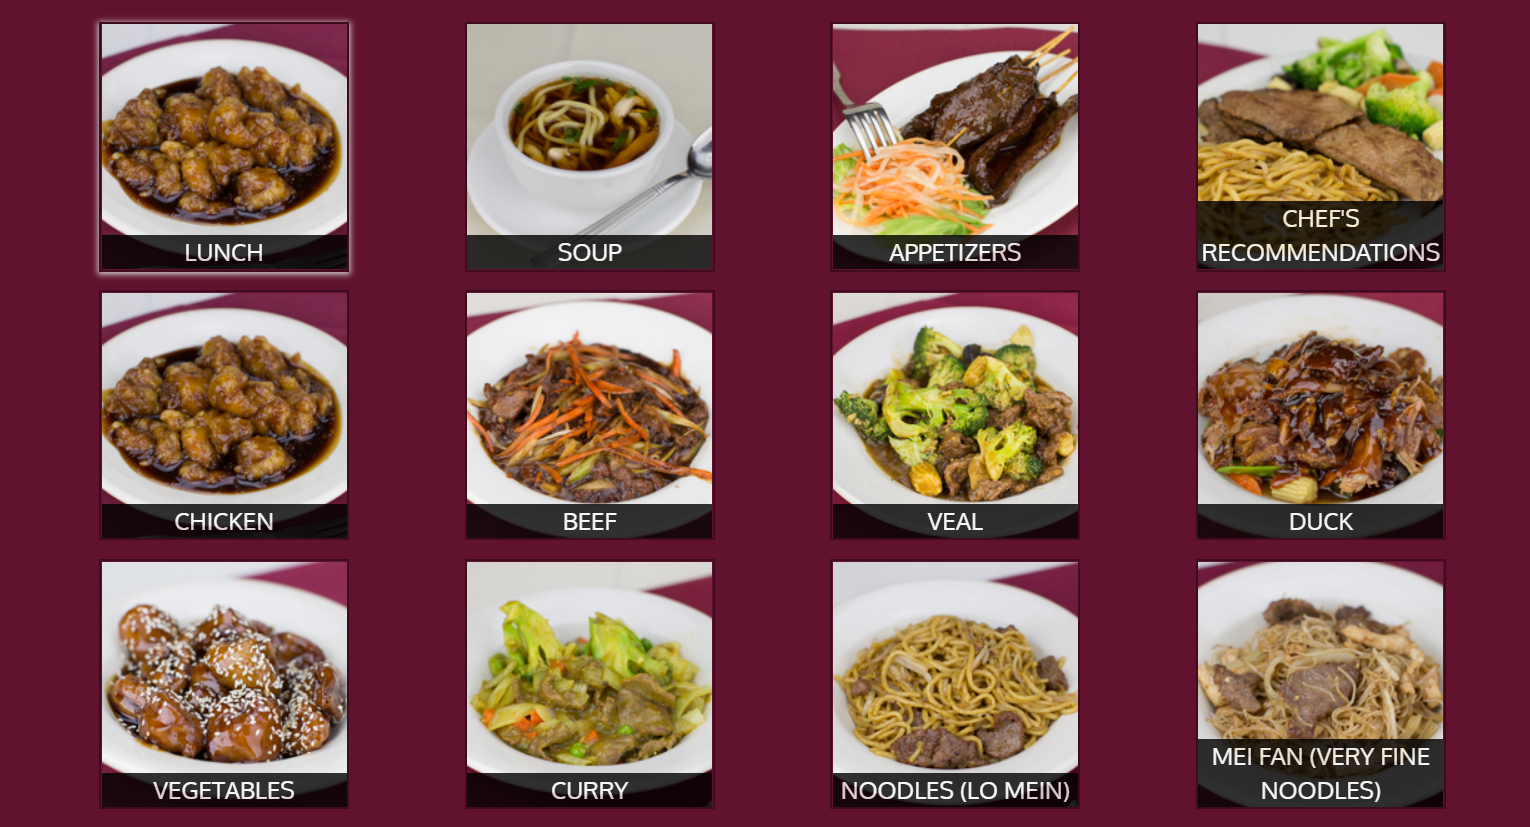 LUNCH
SOUP
APPETIZERS
CHEF'S
RECOMMENDATIONS
CHICKEN
BEEF
VEAL
DUCK
VEGETABLES
CURRY
NOODLES (LO MEIN)
MEI FAN (VERY FINE
NOODLES)